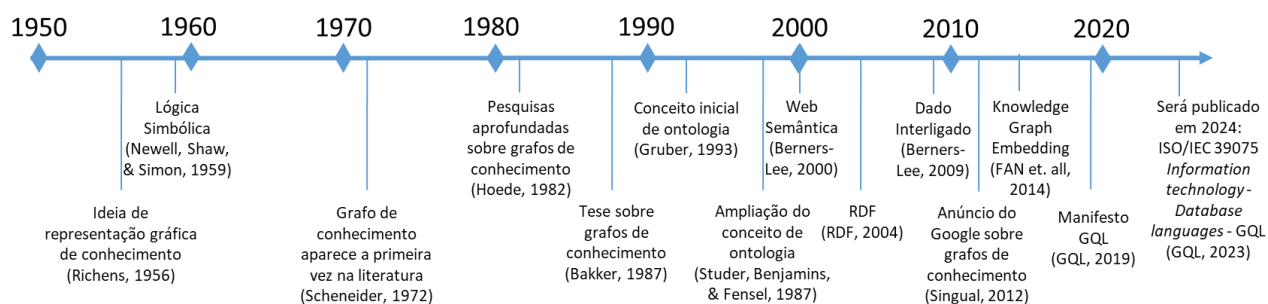 1950
1960
1970
1980
1990
2000
2010
2020
Lógica
Simbólica
(Newell, Shaw,
& Simon, 1959)
Pesquisas
aprofundadas
sobre grafos de
conhecimento
(Hoede, 1982)
Conceito inicial
de ontologia
(Gruber, 1993)
Web
Semântica
(Berners-
Lee, 2000)
Dado
Interligado
(Berners-
Lee, 2009)
Knowledge
Graph
Embedding
(FAN et. all,
2014)
Será publicado
em 2024:
ISO/IEC 39075
Information
technology -
Database
languages - GQL
(GQL, 2023)
Ideia de
representação gráfica
de conhecimento
(Richens, 1956)
Grafo de
conhecimento
aparece a primeira
vez na literatura
(Scheneider, 1972)
Tese sobre
grafos de
conhecimento
(Bakker, 1987)
Ampliação do
conceito de
ontologia
(Studer, Benjamins,
& Fensel, 1987)
RDF
(RDF, 2004)
Anúncio do
Google sobre
grafos de
conhecimento
(Singual, 2012)
Manifesto
GQL
(GQL, 2019)